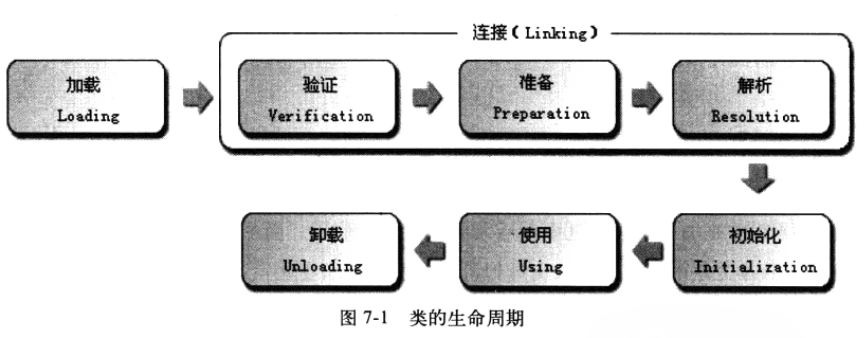 连接（Linking）
加载
Loading
验证
Verification
准备
Preparation
解析
Resolution
卸载
Unloading
使用
Using
初始化
Initialization
图 7-1 类的生命周期